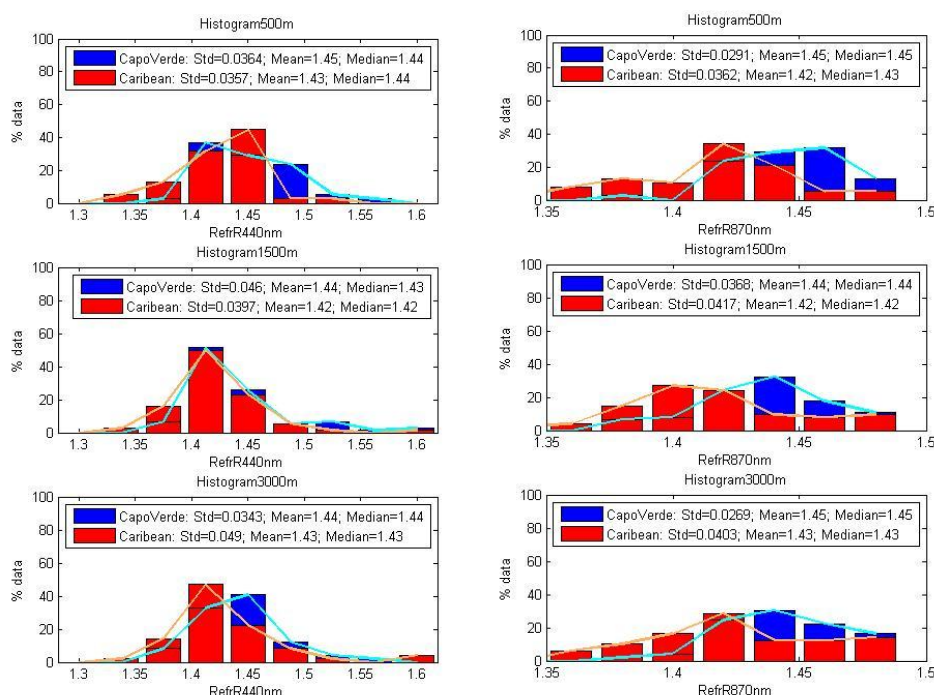 Histogram500m
100
80
60
40
20
0
% data
CapoVerde: Std=0.0364; Mean=1.45; Median=1.44
Caribean: Std=0.0357; Mean=1.43; Median=1.44
1.3 1.35 1.4 1.45 1.5 1.55 1.6
RefrR440nm
Histogram500m
100
80
60
40
20
0
% data
CapoVerde: Std=0.0291; Mean=1.45; Median=1.45
Caribean: Std=0.0362; Mean=1.42; Median=1.43
1.35 1.4 1.45 1.5
RefrR870nm
Histogram1500m
100
80
60
40
20
0
% data
CapoVerde: Std=0.046; Mean=1.44; Median=1.43
Caribean: Std=0.0397; Mean=1.42; Median=1.42
1.3 1.35 1.4 1.45 1.5 1.55 1.6
RefrR440nm
Histogram1500m
100
80
60
40
20
0
% data
CapoVerde: Std=0.0368; Mean=1.44; Median=1.44
Caribean: Std=0.0417; Mean=1.42; Median=1.42
1.35 1.4 1.45 1.5
RefrR870nm
Histogram3000m
100
80
60
40
20
0
% data
CapoVerde: Std=0.0343; Mean=1.44; Median=1.44
Caribean: Std=0.049; Mean=1.43; Median=1.43
1.3 1.35 1.4 1.45 1.5 1.55 1.6
RefrR440nm
Histogram3000m
100
80
60
40
20
0
% data
CapoVerde: Std=0.0269; Mean=1.45; Median=1.45
Caribean: Std=0.0403; Mean=1.43; Median=1.43
1.35 1.4 1.45 1.5
RefrR870nm